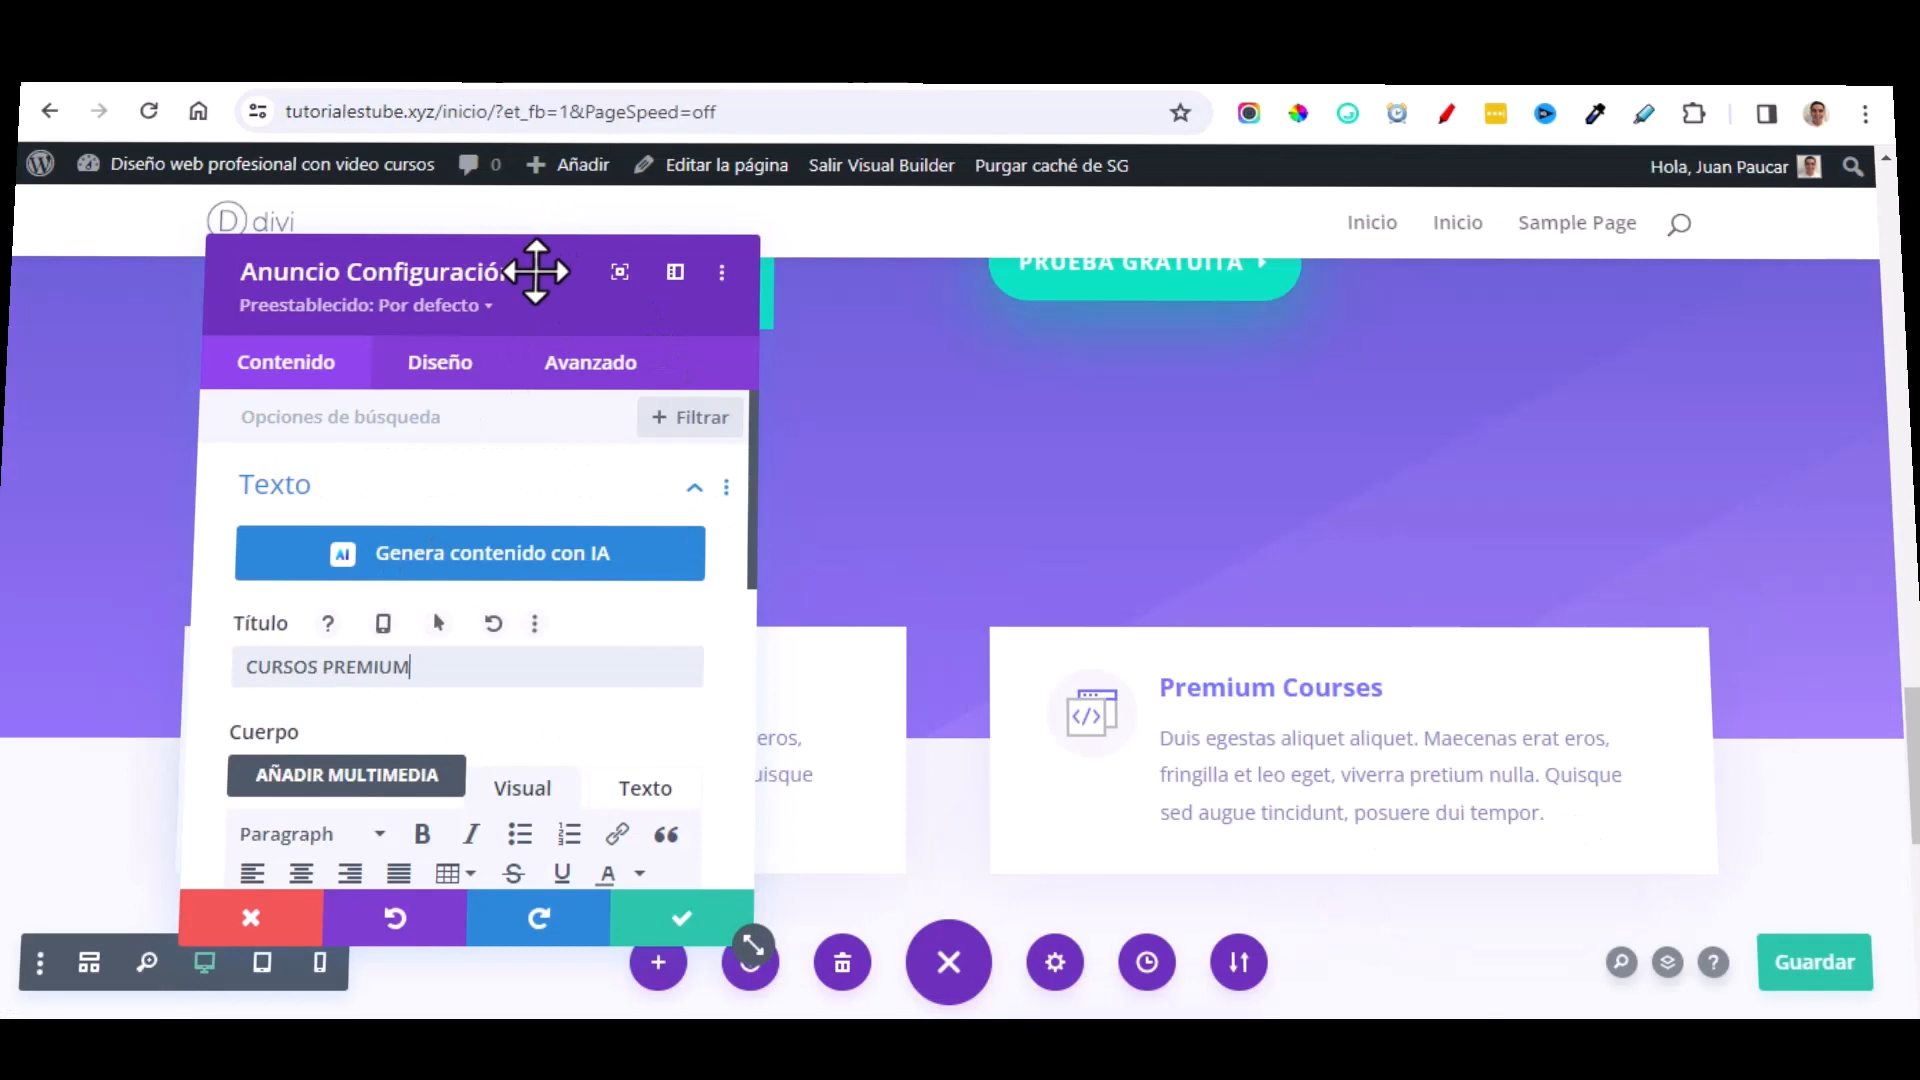 tutorialestube.xyz/inicio/?et_fb=1&PageSpeed=off
Diseño web profesional con video cursos 0 Añadir Editar la página Salir Visual Builder Purgar caché de SG Hola, Juan Paucar
divi Inicio Inicio Sample Page
PRUEBA GRATUITA
Anuncio Configuración
Preestablecido: Por defecto
Contenido Diseño Avanzado
Opciones de búsqueda + Filtrar
Texto
AI Genera contenido con IA
Título ?
CURSOS PREMIUM
Premium Courses
Cuerpo
eros, Duis egestas aliquet aliquet. Maecenas erat eros,
AÑADIR MULTIMEDIA Visual Texto
uisque fringilla et leo eget, viverra pretium nulla. Quisque
sed augue tincidunt, posuere dui tempor.
Paragraph B I
S U A
? Guardar